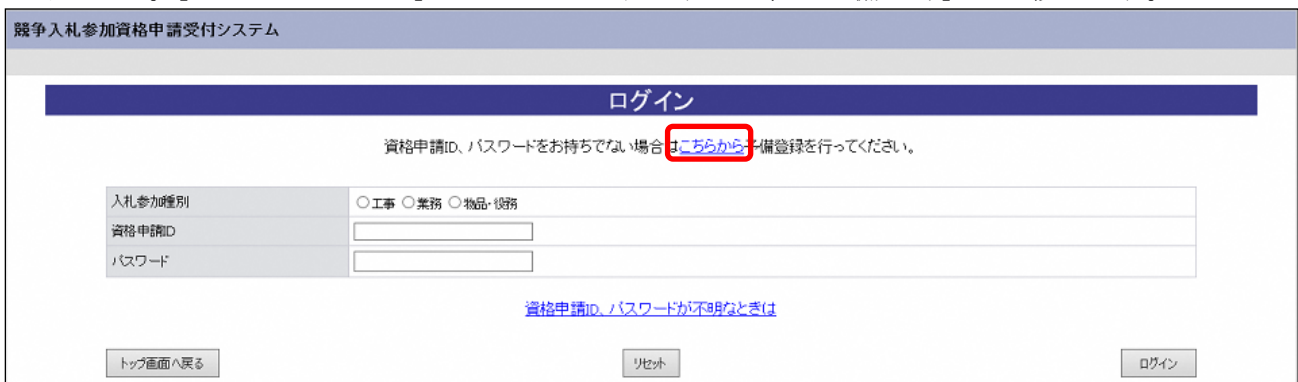 競争入札参加資格申請受付システム
ログイン
資格申請ID、パスワードをお持ちでない場合はこちらから予備登録を行ってください。
入札参加種別 ○工事 ○業務 ○物品・役務
資格申請ID
パスワード
資格申請ID、パスワードが不明なときは
トップ画面へ戻る リセット ログイン